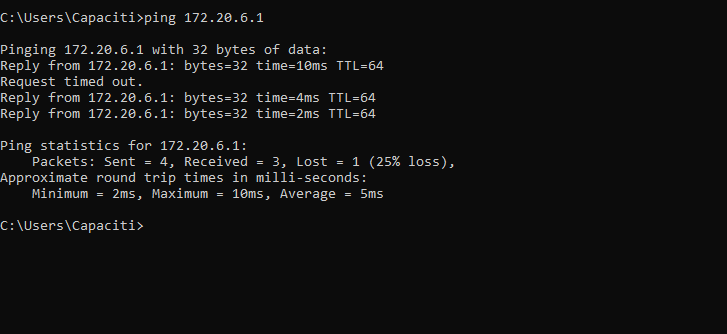 C:\Users\Capaciti>ping 172.20.6.1
Pinging 172.20.6.1 with 32 bytes of data:
Reply from 172.20.6.1: bytes=32 time=10ms TTL=64
Request timed out.
Reply from 172.20.6.1: bytes=32 time=4ms TTL=64
Reply from 172.20.6.1: bytes=32 time=2ms TTL=64
Ping statistics for 172.20.6.1:
    Packets: Sent = 4, Received = 3, Lost = 1 (25% loss),
Approximate round trip times in milli-seconds:
    Minimum = 2ms, Maximum = 10ms, Average = 5ms
C:\Users\Capaciti>